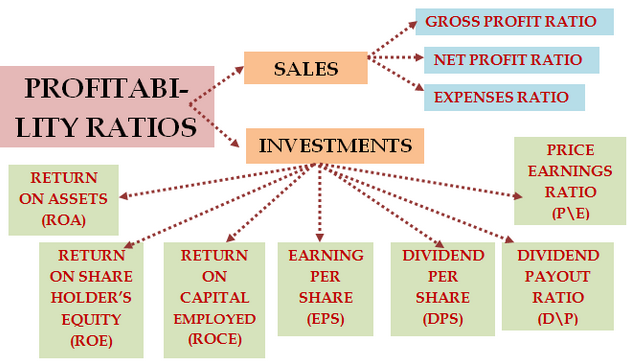 PROFITABI-
LITY RATIOS
SALES
GROSS PROFIT RATIO
NET PROFIT RATIO
EXPENSES RATIO
INVESTMENTS
RETURN
ON ASSETS
(ROA)
RETURN
ON SHARE
HOLDER'S
EQUITY
(ROE)
RETURN
ON
CAPITAL
EMPLOYED
(ROCE)
EARNING
PER
SHARE
(EPS)
DIVIDEND
PER
SHARE
(DPS)
DIVIDEND
PAYOUT
RATIO
(D\P)
PRICE
EARNINGS
RATIO
(P\E)